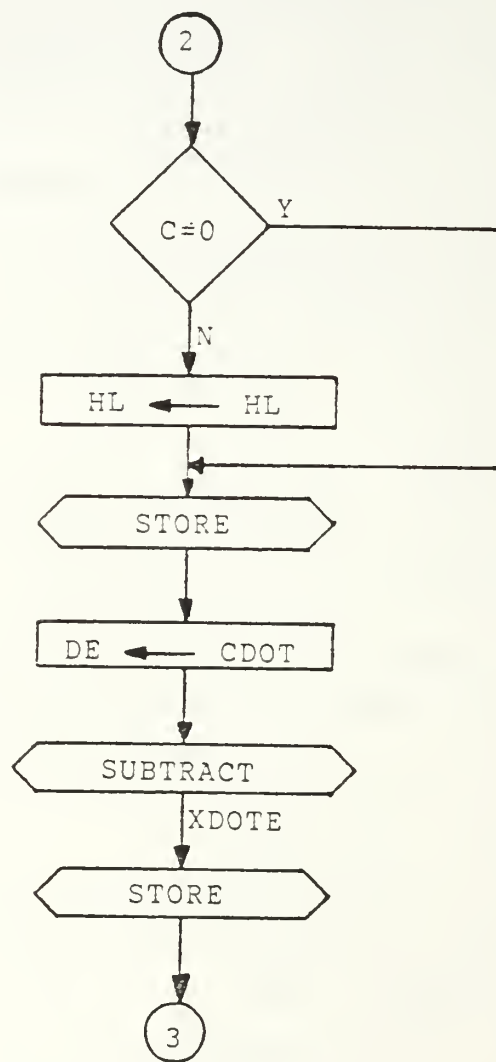 2
C=0
Y
N
HL ← HL
STORE
DE ← CDOT
SUBTRACT
XDOTE
STORE
3